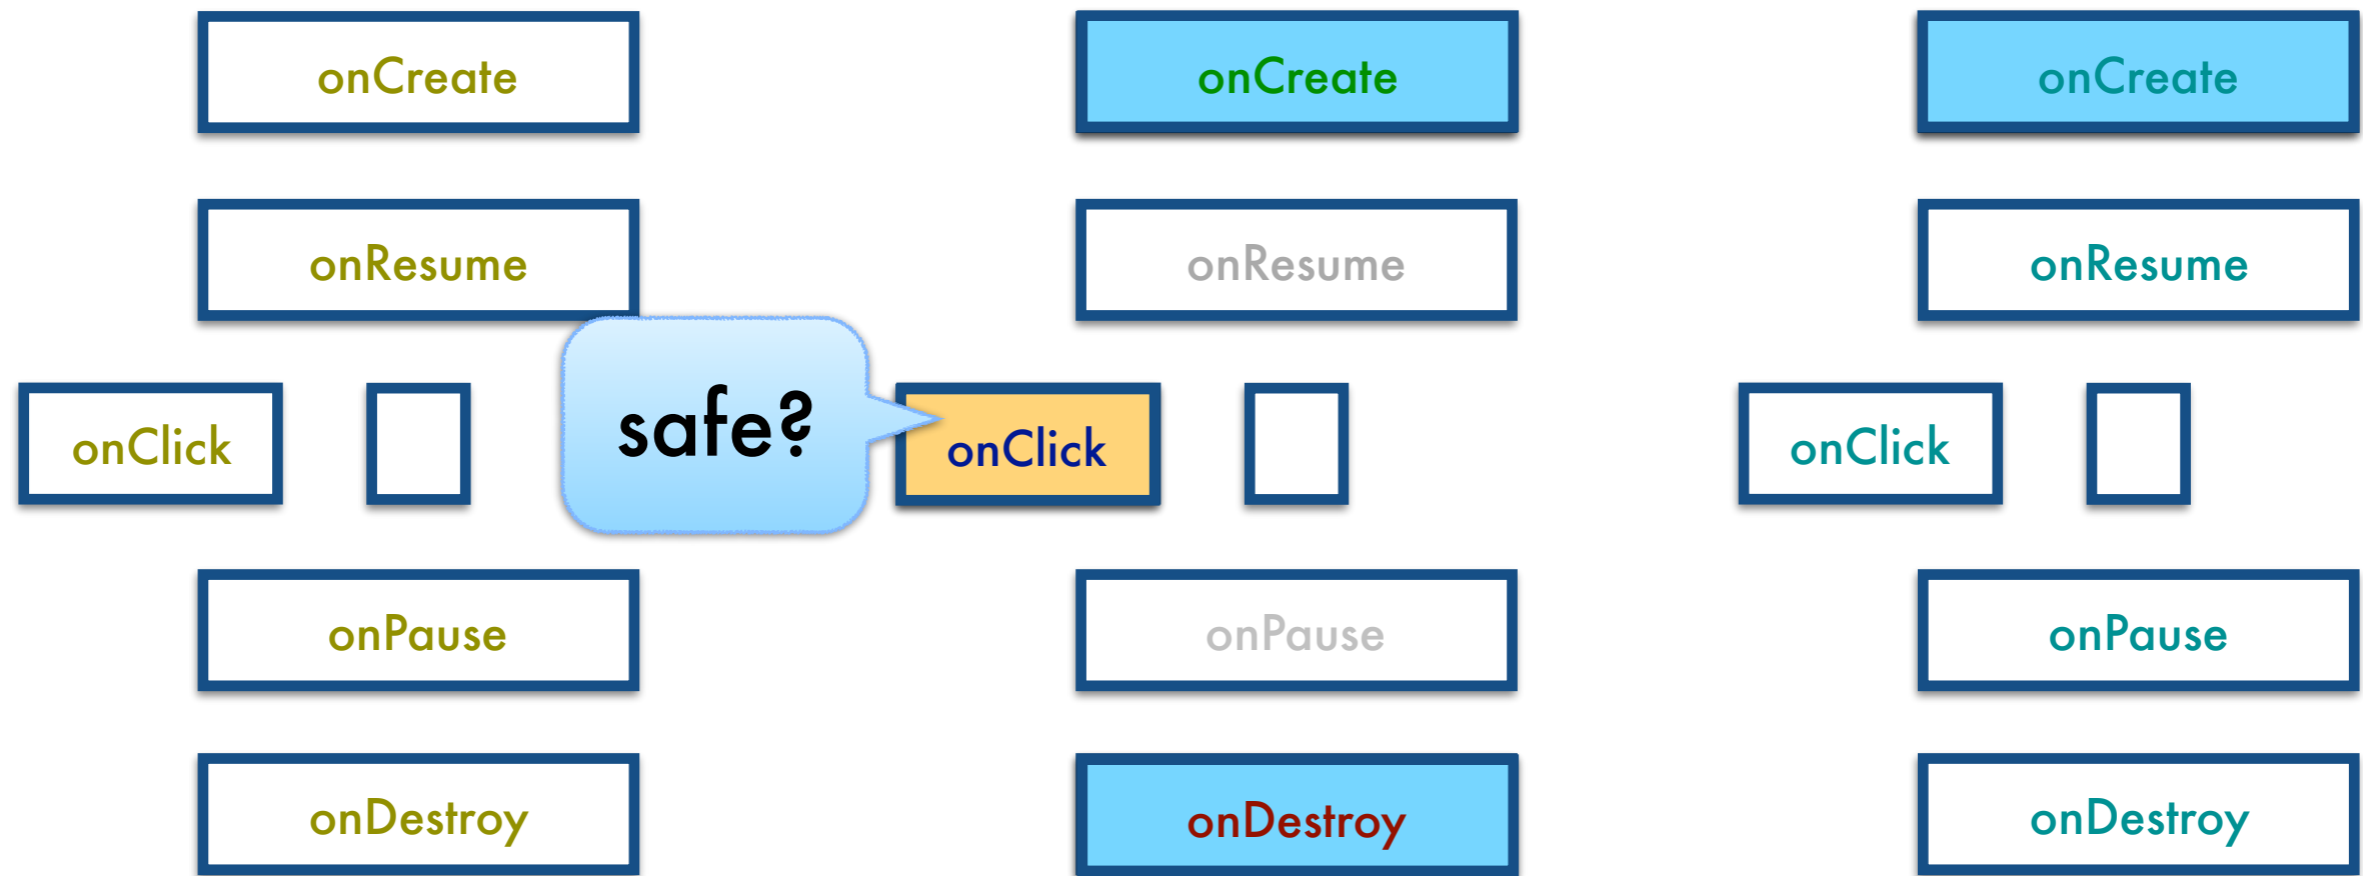 onCreate
onCreate
onCreate
onResume
onResume
onResume
onClick
safe?
onClick
onClick
onPause
onPause
onPause
onDestroy
onDestroy
onDestroy